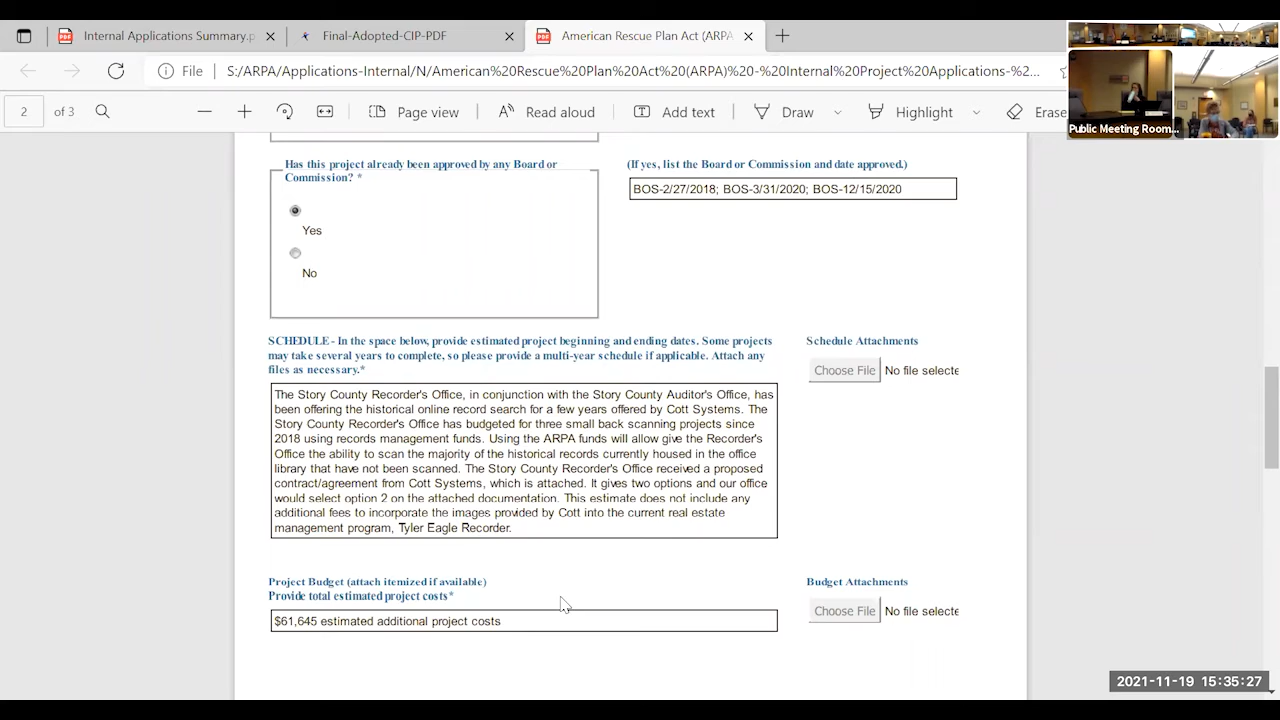 Internal Applications Summary.p
Final-Adopted-CIP-PDF
American Rescue Plan Act (ARPA
File
S:/ARPA/Applications-Internal/N/American%20Rescue%20Plan%20Act%20(ARPA)%20-%20Internal%20Project%20Applications-%2...
2 of 3
Page view
Read aloud
Add text
Draw
Highlight
Erase
Public Meeting Room...
Has this project already been approved by any Board or
Commission? *
(If yes, list the Board or Commission and date approved.)
BOS-2/27/2018; BOS-3/31/2020; BOS-12/15/2020
Yes
No
SCHEDULE - In the space below, provide estimated project beginning and ending dates. Some projects
may take several years to complete, so please provide a multi-year schedule if applicable. Attach any
files as necessary.*
Schedule Attachments
Choose File No file selecte
The Story County Recorder's Office, in conjunction with the Story County Auditor's Office, has
been offering the historical online record search for a few years offered by Cott Systems. The
Story County Recorder's Office has budgeted for three small back scanning projects since
2018 using records management funds. Using the ARPA funds will allow give the Recorder's
Office the ability to scan the majority of the historical records currently housed in the office
library that have not been scanned. The Story County Recorder's Office received a proposed
contract/agreement from Cott Systems, which is attached. It gives two options and our office
would select option 2 on the attached documentation. This estimate does not include any
additional fees to incorporate the images provided by Cott into the current real estate
management program, Tyler Eagle Recorder.
Project Budget (attach itemized if available)
Provide total estimated project costs*
Budget Attachments
Choose File No file selecte
$61,645 estimated additional project costs
2021-11-19 15:35:27